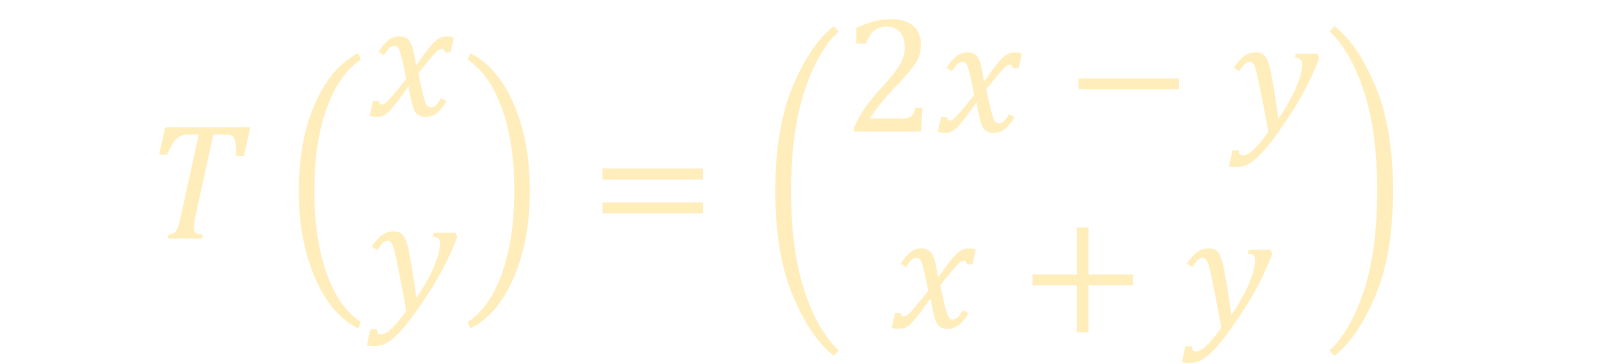 T(x y) = (2x − y x + y)